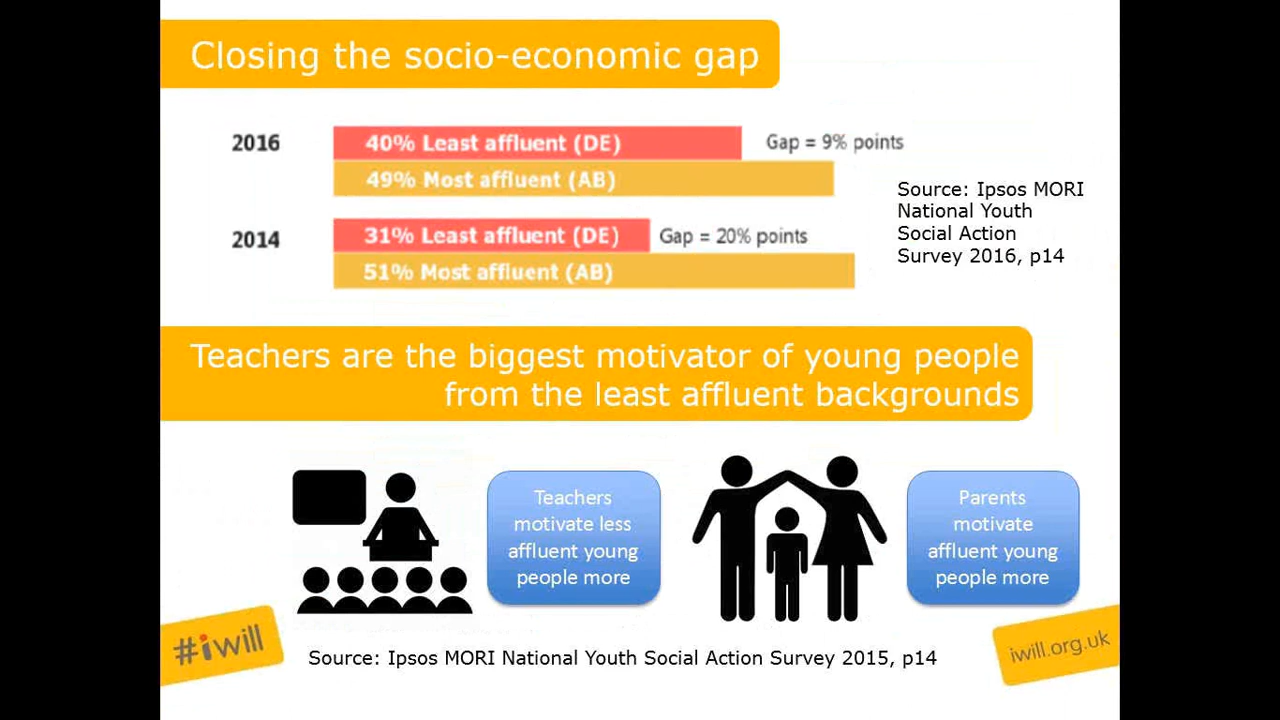 Closing the socio-economic gap
2016
40% Least affluent (DE)
Gap = 9% points
49% Most affluent (AB)
Source: Ipsos MORI
National Youth
Social Action
Survey 2016, p14
2014
31% Least affluent (DE)
Gap = 20% points
51% Most affluent (AB)
Teachers are the biggest motivator of young people
from the least affluent backgrounds
Teachers
motivate less
affluent young
people more
Parents
motivate
affluent young
people more
#iwill
Source: Ipsos MORI National Youth Social Action Survey 2015, p14
iwill.org.uk